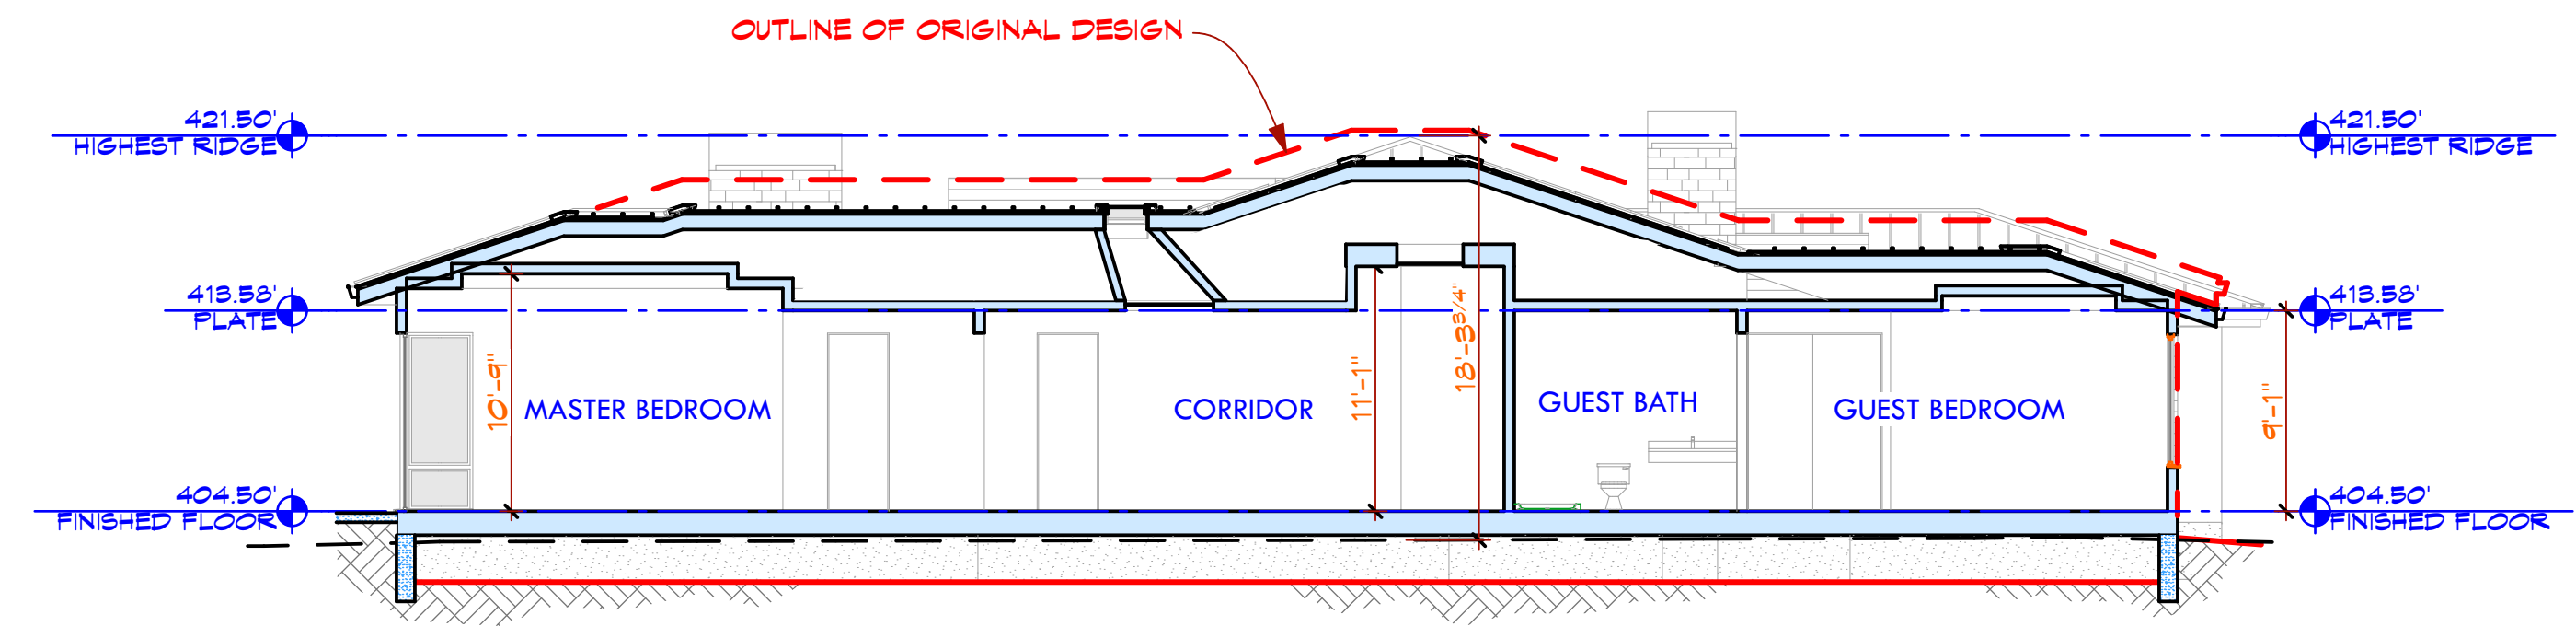 OUTLINE OF ORIGINAL DESIGN
421.50'
HIGHEST RIDGE
421.50'
HIGHEST RIDGE
413.58'
PLATE
413.58'
PLATE
10'-9"
MASTER BEDROOM
CORRIDOR
11'-1"
18'-3 3/4"
GUEST BATH
GUEST BEDROOM
9'-1"
404.50'
FINISHED FLOOR
404.50'
FINISHED FLOOR